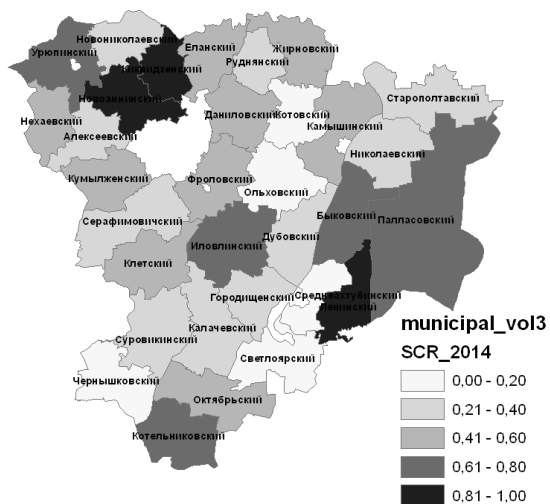 Новониколаевский
Урюпинский
Еланский
Жирновский
Руднянский
Киквидзенский
Новоаннинский
Старополтавский
Нехаевский
Алексеевский
Даниловский
Котовский
Камышинский
Николаевский
Кумылженский
Фроловский
Ольховский
Серафимовичский
Быковский
Палласовский
Иловлинский
Дубовский
Клетский
Городищенский
Среднеахтубинский
Ленинский
Калачевский
Суровикинский
Светлоярский
Чернышковский
Октябрьский
Котельниковский
municipal_vol3
SCR_2014
0,00 - 0,20
0,21 - 0,40
0,41 - 0,60
0,61 - 0,80
0,81 - 1,00